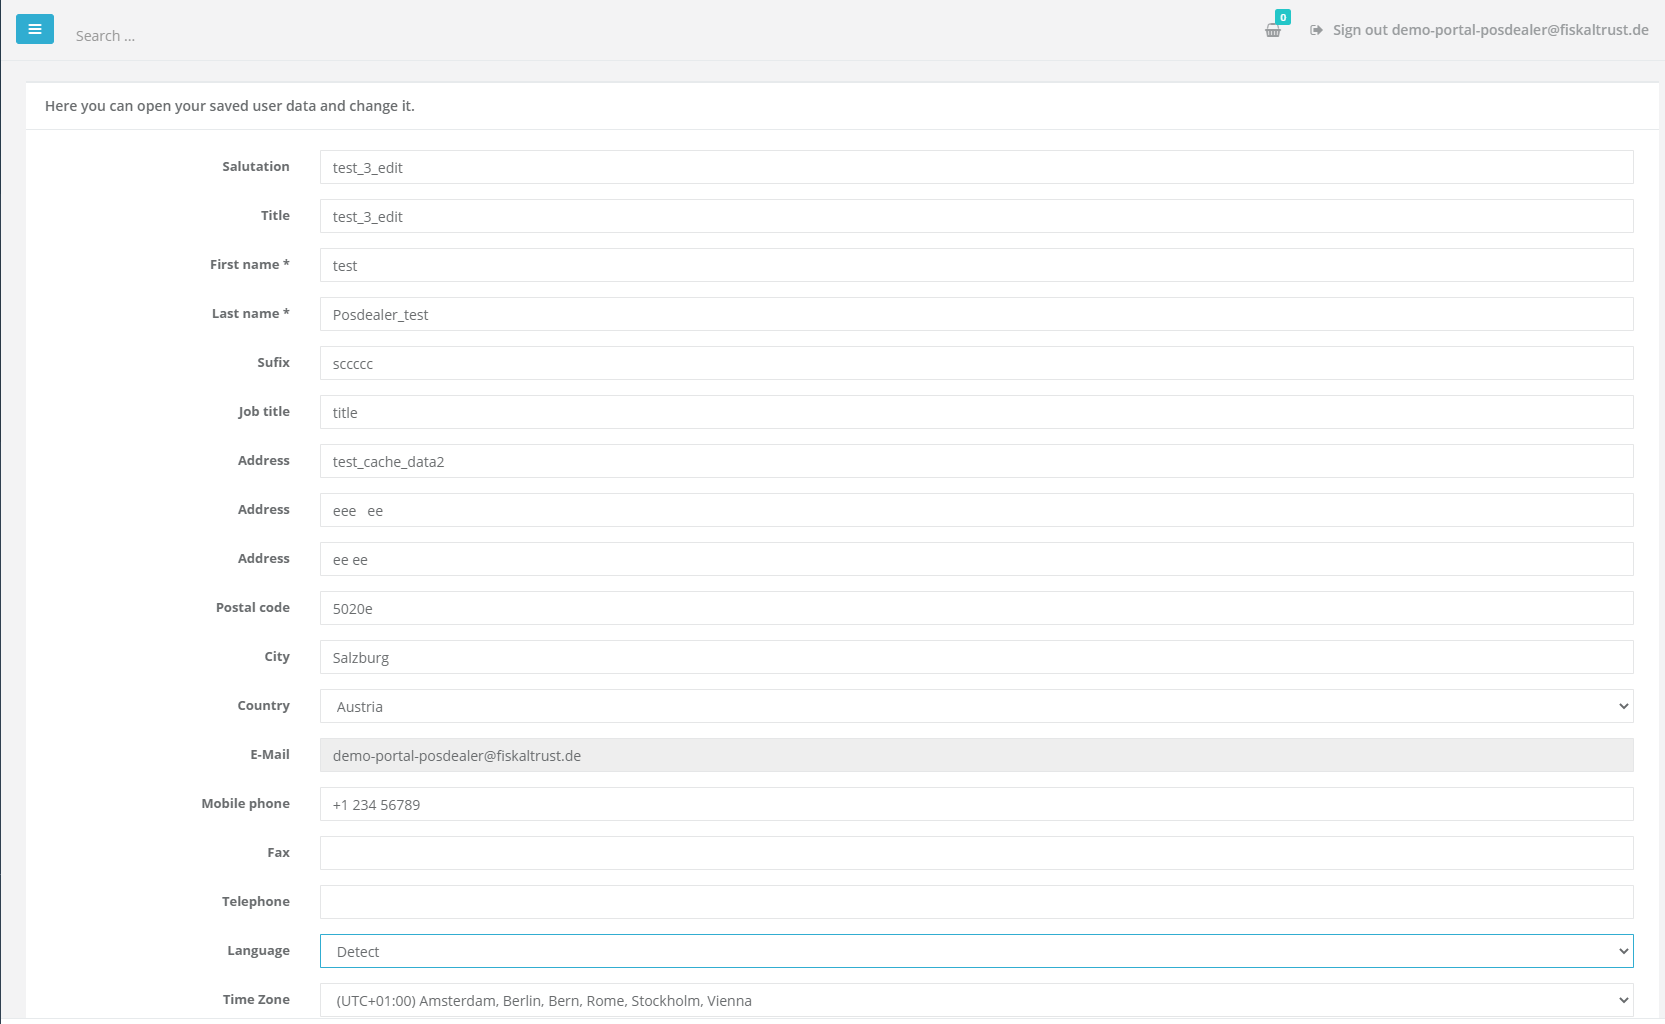 Search ...
0
Sign out demo-portal-posdealer@fiskaltrust.de
Here you can open your saved user data and change it.
Salutation test_3_edit
Title test_3_edit
First name * test
Last name * Posdealer_test
Sufix sccccc
Job title title
Address test_cache_data2
Address eee   ee
Address ee ee
Postal code 5020e
City Salzburg
Country Austria
E-Mail demo-portal-posdealer@fiskaltrust.de
Mobile phone +1 234 56789
Fax
Telephone
Language Detect
Time Zone (UTC+01:00) Amsterdam, Berlin, Bern, Rome, Stockholm, Vienna